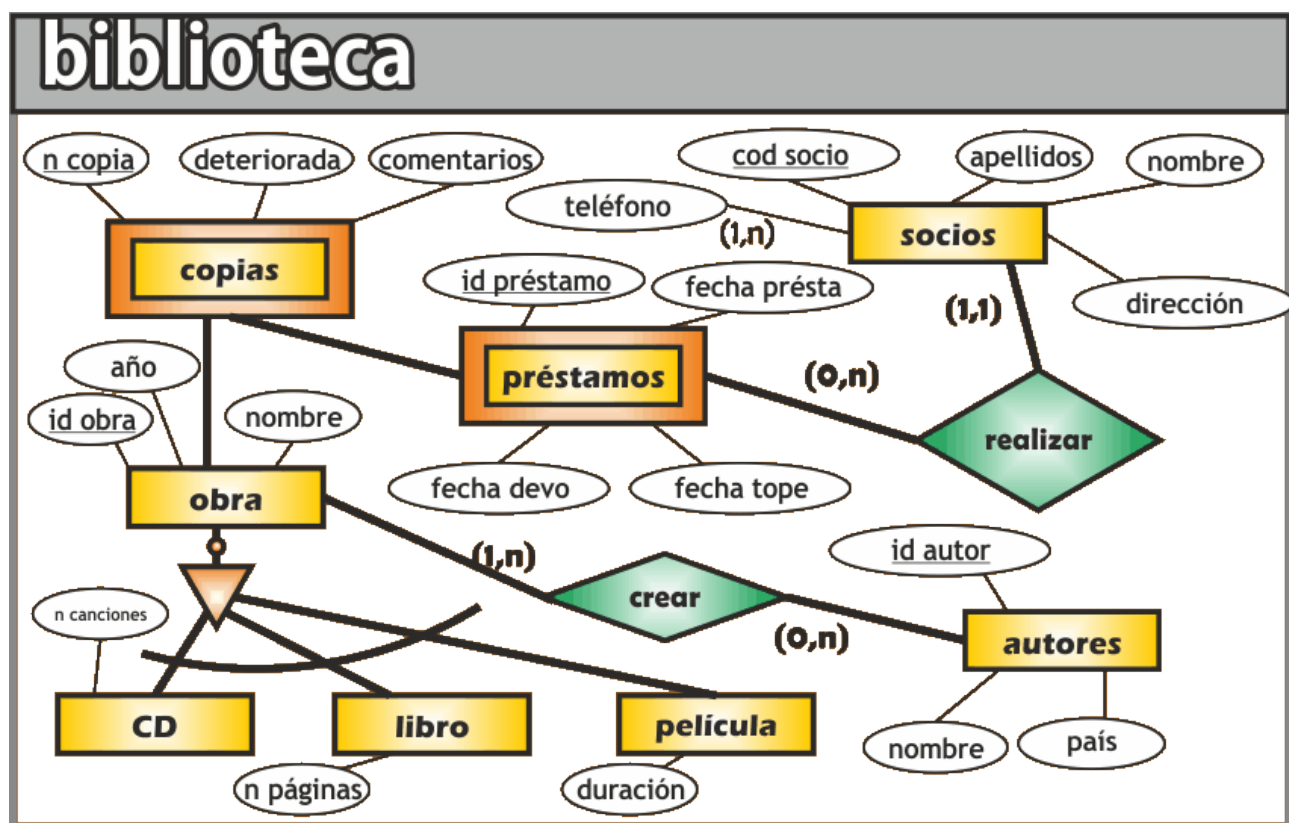 biblioteca
n copia
deteriorada
comentarios
cod socio
apellidos
nombre
teléfono
(1,n)
socios
copias
id préstamo
fecha présta
dirección
(1,1)
año
préstamos
(0,n)
id obra
nombre
realizar
fecha devo
fecha tope
obra
(1,n)
id autor
crear
n canciones
(0,n)
autores
CD
libro
película
nombre
país
n páginas
duración